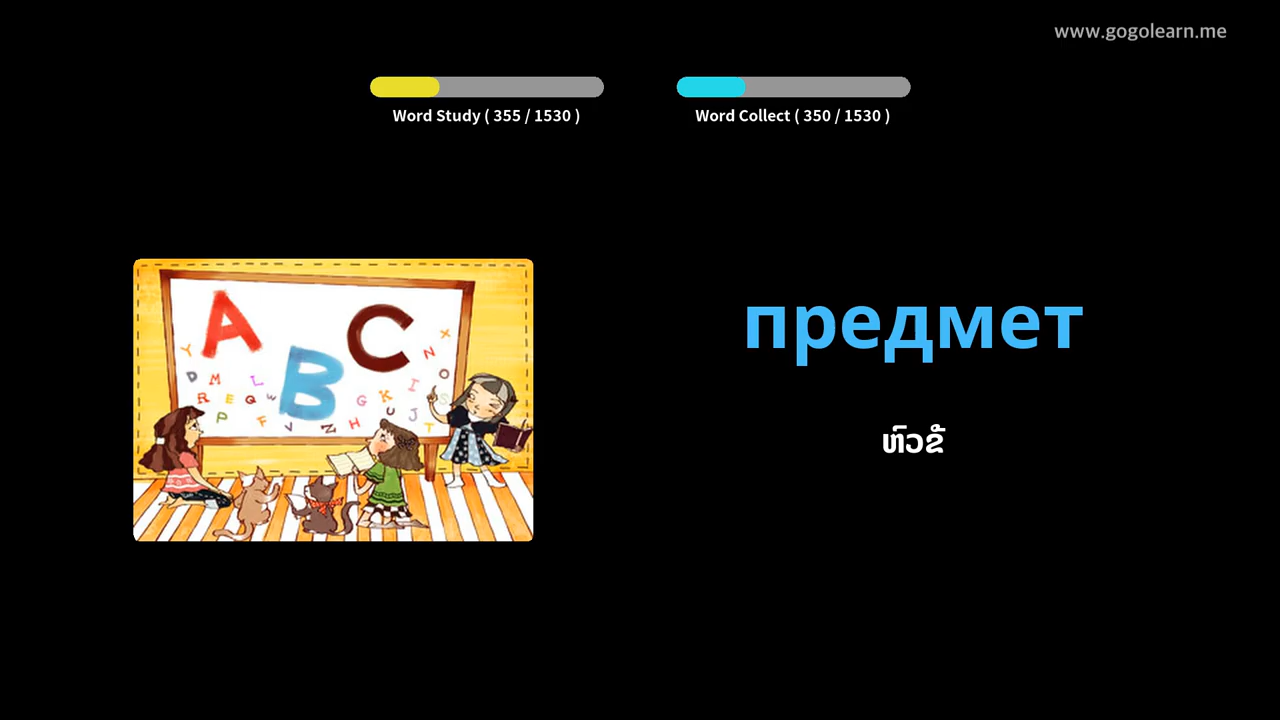 www.gogolearn.me
Word Study ( 355 / 1530 )
Word Collect ( 350 / 1530 )
A
B
C
Y
X
N
D M L
O
R E Q W
G K I S
P F V Z H U J T
предмет
ຫົວຂໍ້